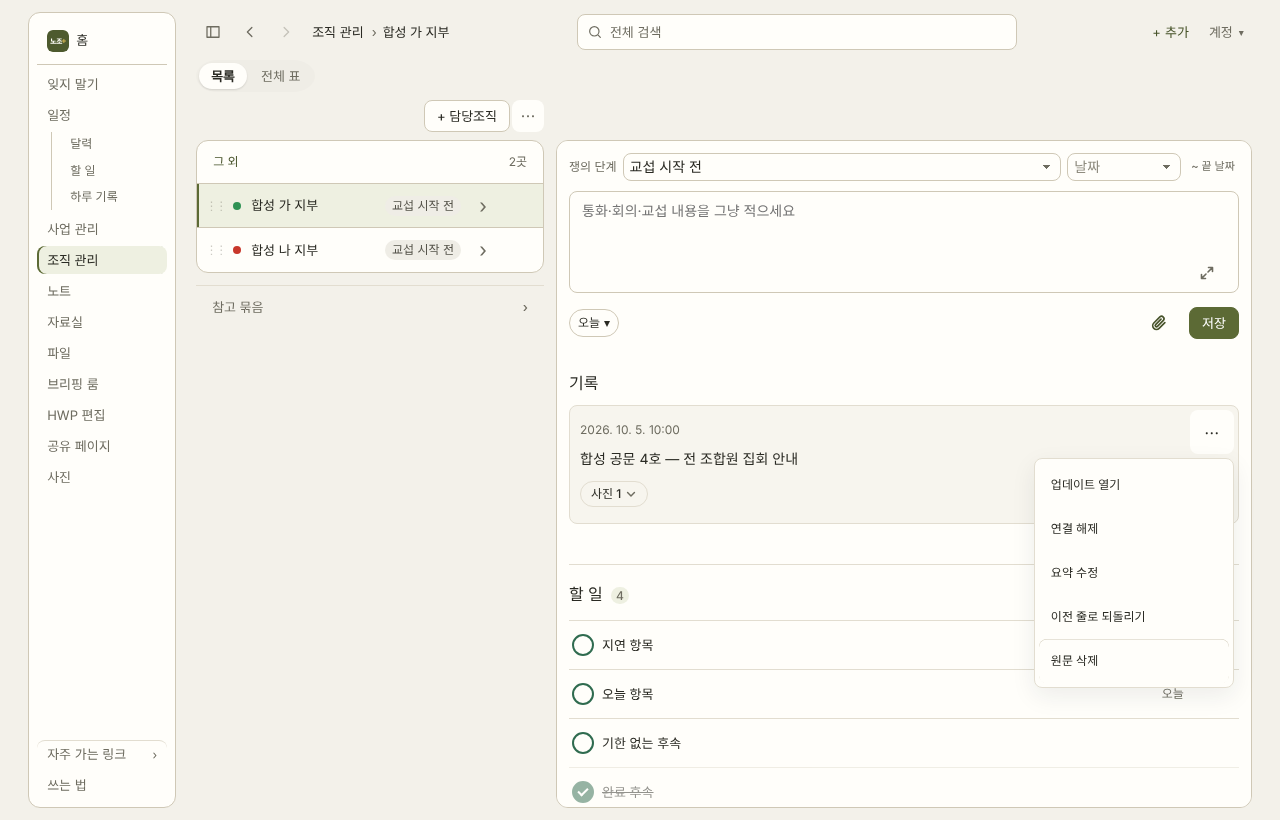 노조+ 홈
잊지 말기
일정
달력
할 일
하루 기록
사업 관리
조직 관리
노트
자료실
파일
브리핑 룸
HWP 편집
공유 페이지
사진
자주 가는 링크 ›
쓰는 법
조직 관리 › 합성 가 지부
전체 검색
+ 추가
계정 ▾
목록
전체 표
+ 담당조직
···
그 외 2곳
합성 가 지부 교섭 시작 전 ›
합성 나 지부 교섭 시작 전 ›
참고 묶음 ›
쟁의 단계 교섭 시작 전 날짜 ~ 끝 날짜
통화·회의·교섭 내용을 그냥 적으세요
오늘 ▾
저장
기록
2026. 10. 5. 10:00
···
합성 공문 4호 — 전 조합원 집회 안내
사진 1
업데이트 열기
연결 해제
요약 수정
이전 줄로 되돌리기
원문 삭제
할 일 4
지연 항목
오늘 항목 오늘
기한 없는 후속
완료 후속